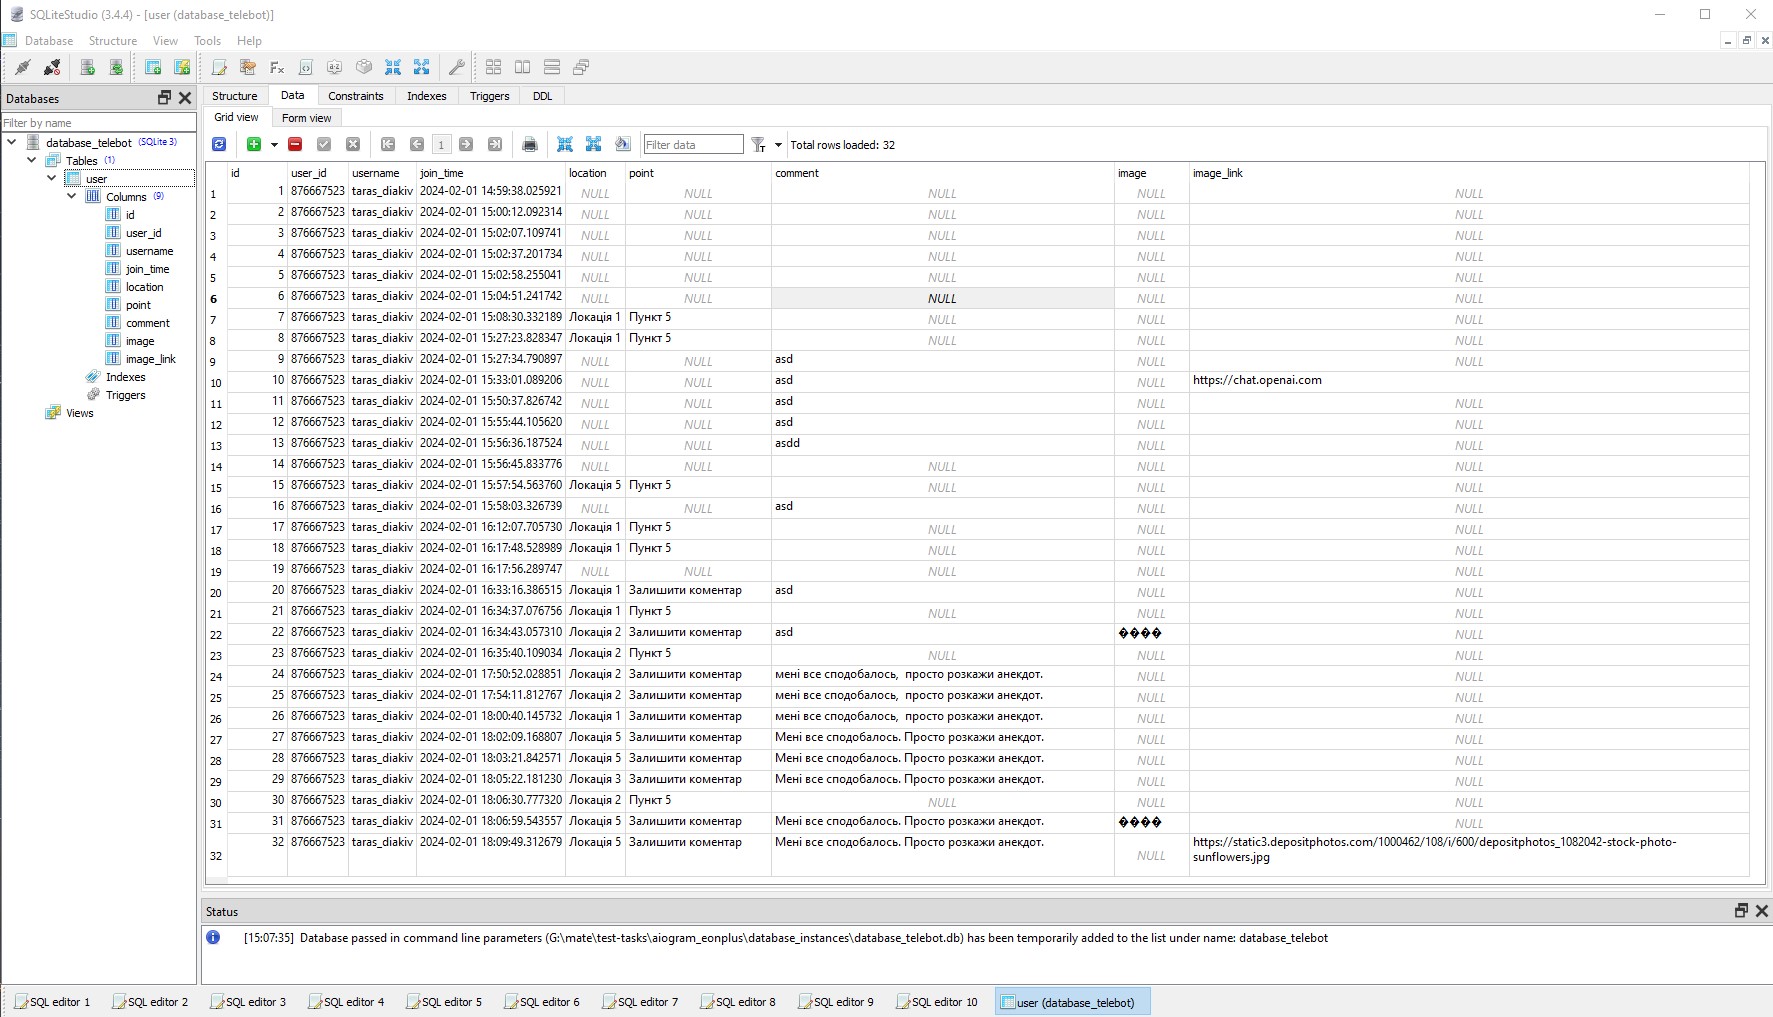 SQLiteStudio (3.4.4) - [user (database_telebot)]
Database Structure View Tools Help
Databases
Filter by name
database_telebot (SQLite 3)
Tables (1)
user
Columns (9)
id
user_id
username
join_time
location
point
comment
image
image_link
Indexes
Triggers
Views
Structure Data Constraints Indexes Triggers DDL
Grid view Form view
1 Filter data Total rows loaded: 32
id user_id username join_time location point comment image image_link
1 1 876667523 taras_diakiv 2024-02-01 14:59:38.025921 NULL NULL NULL NULL NULL
2 2 876667523 taras_diakiv 2024-02-01 15:00:12.092314 NULL NULL NULL NULL NULL
3 3 876667523 taras_diakiv 2024-02-01 15:02:07.109741 NULL NULL NULL NULL NULL
4 4 876667523 taras_diakiv 2024-02-01 15:02:37.201734 NULL NULL NULL NULL NULL
5 5 876667523 taras_diakiv 2024-02-01 15:02:58.255041 NULL NULL NULL NULL NULL
6 6 876667523 taras_diakiv 2024-02-01 15:04:51.241742 NULL NULL NULL NULL NULL
7 7 876667523 taras_diakiv 2024-02-01 15:08:30.332189 Локація 1 Пункт 5 NULL NULL NULL
8 8 876667523 taras_diakiv 2024-02-01 15:27:23.828347 Локація 1 Пункт 5 NULL NULL NULL
9 9 876667523 taras_diakiv 2024-02-01 15:27:34.790897 NULL NULL asd NULL NULL
10 10 876667523 taras_diakiv 2024-02-01 15:33:01.089206 NULL NULL asd NULL https://chat.openai.com
11 11 876667523 taras_diakiv 2024-02-01 15:50:37.826742 NULL NULL asd NULL NULL
12 12 876667523 taras_diakiv 2024-02-01 15:55:44.105620 NULL NULL asd NULL NULL
13 13 876667523 taras_diakiv 2024-02-01 15:56:36.187524 NULL NULL asdd NULL NULL
14 14 876667523 taras_diakiv 2024-02-01 15:56:45.833776 NULL NULL NULL NULL NULL
15 15 876667523 taras_diakiv 2024-02-01 15:57:54.563760 Локація 5 Пункт 5 NULL NULL NULL
16 16 876667523 taras_diakiv 2024-02-01 15:58:03.326739 NULL NULL asd NULL NULL
17 17 876667523 taras_diakiv 2024-02-01 16:12:07.705730 Локація 1 Пункт 5 NULL NULL NULL
18 18 876667523 taras_diakiv 2024-02-01 16:17:48.528989 Локація 1 Пункт 5 NULL NULL NULL
19 19 876667523 taras_diakiv 2024-02-01 16:17:56.289747 NULL NULL NULL NULL NULL
20 20 876667523 taras_diakiv 2024-02-01 16:33:16.386515 Локація 1 Залишити коментар asd NULL NULL
21 21 876667523 taras_diakiv 2024-02-01 16:34:37.076756 Локація 1 Пункт 5 NULL NULL NULL
22 22 876667523 taras_diakiv 2024-02-01 16:34:43.057310 Локація 2 Залишити коментар asd ���� NULL
23 23 876667523 taras_diakiv 2024-02-01 16:35:40.109034 Локація 2 Пункт 5 NULL NULL NULL
24 24 876667523 taras_diakiv 2024-02-01 17:50:52.028851 Локація 2 Залишити коментар мені все сподобалось, просто розкажи анекдот. NULL NULL
25 25 876667523 taras_diakiv 2024-02-01 17:54:11.812767 Локація 2 Залишити коментар мені все сподобалось, просто розкажи анекдот. NULL NULL
26 26 876667523 taras_diakiv 2024-02-01 18:00:40.145732 Локація 1 Залишити коментар мені все сподобалось, просто розкажи анекдот. NULL NULL
27 27 876667523 taras_diakiv 2024-02-01 18:02:09.168807 Локація 5 Залишити коментар Мені все сподобалось. Просто розкажи анекдот. NULL NULL
28 28 876667523 taras_diakiv 2024-02-01 18:03:21.842571 Локація 5 Залишити коментар Мені все сподобалось. Просто розкажи анекдот. NULL NULL
29 29 876667523 taras_diakiv 2024-02-01 18:05:22.181230 Локація 3 Залишити коментар Мені все сподобалось. Просто розкажи анекдот. NULL NULL
30 30 876667523 taras_diakiv 2024-02-01 18:06:30.777320 Локація 2 Пункт 5 NULL NULL NULL
31 31 876667523 taras_diakiv 2024-02-01 18:06:59.543557 Локація 5 Залишити коментар Мені все сподобалось. Просто розкажи анекдот. ���� NULL
32 32 876667523 taras_diakiv 2024-02-01 18:09:49.312679 Локація 5 Залишити коментар Мені все сподобалось. Просто розкажи анекдот. NULL https://static3.depositphotos.com/1000462/108/i/600/depositphotos_1082042-stock-photo-
sunflowers.jpg
Status
[15:07:35] Database passed in command line parameters (G:\mate\test-tasks\aiogram_eonplus\database_instances\database_telebot.db) has been temporarily added to the list under name: database_telebot
SQL editor 1 SQL editor 2 SQL editor 3 SQL editor 4 SQL editor 5 SQL editor 6 SQL editor 7 SQL editor 8 SQL editor 9 SQL editor 10 user (database_telebot)